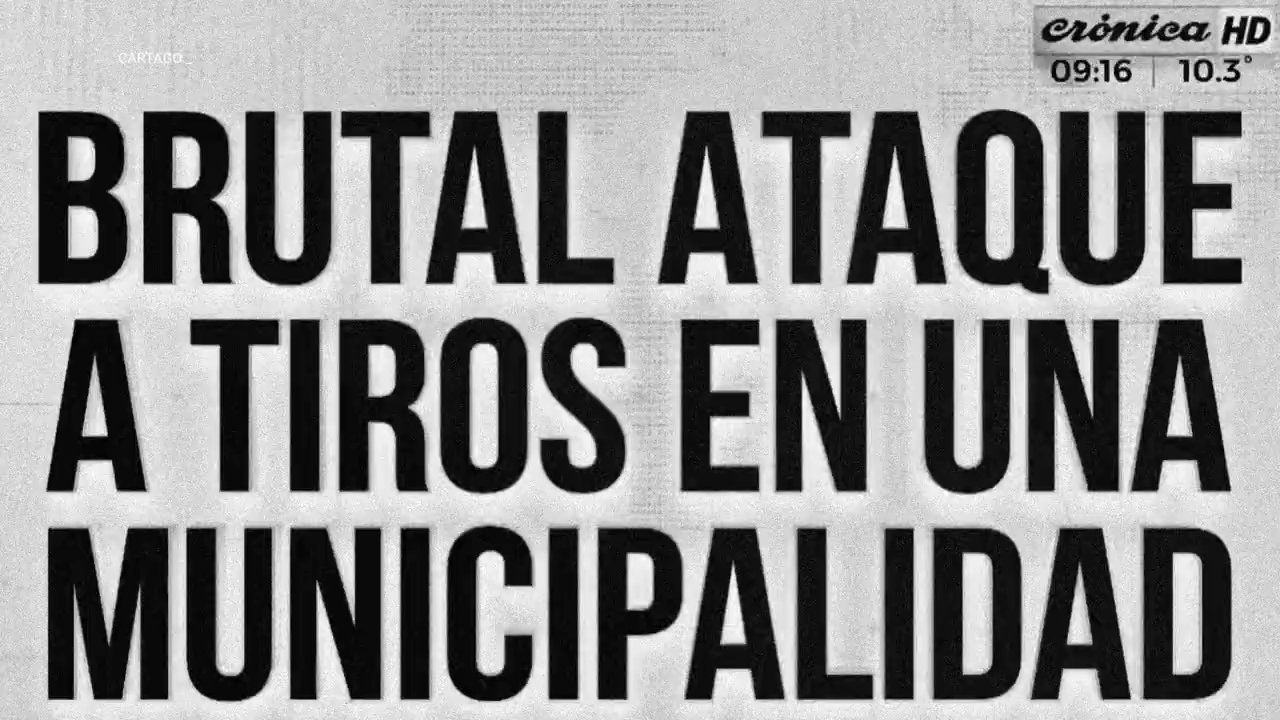 crónica HD
09:16 | 10.3°
CARTAGO_
BRUTAL ATAQUE
A TIROS EN UNA
MUNICIPALIDAD